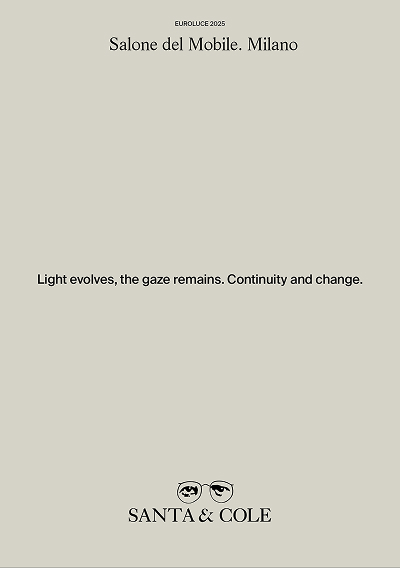 EUROLUCE 2025
Salone del Mobile. Milano
Light evolves, the gaze remains. Continuity and change.
SANTA & COLE